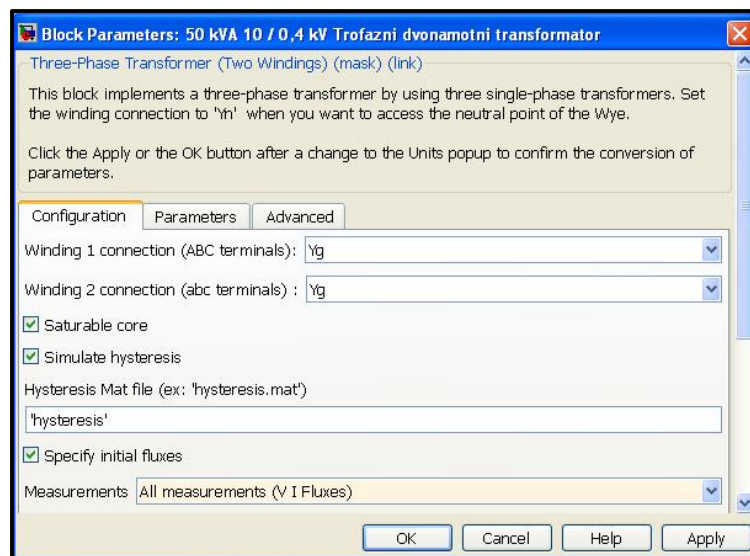 Block Parameters: 50 kVA 10 / 0,4 kV Trofazni dvonamotni transformator
Three-Phase Transformer (Two Windings) (mask) (link)
This block implements a three-phase transformer by using three single-phase transformers. Set
the winding connection to 'Yn' when you want to access the neutral point of the Wye.
Click the Apply or the OK button after a change to the Units popup to confirm the conversion of
parameters.
Configuration Parameters Advanced
Winding 1 connection (ABC terminals): Yg
Winding 2 connection (abc terminals) : Yg
Saturable core
Simulate hysteresis
Hysteresis Mat file (ex: 'hysteresis.mat')
'hysteresis'
Specify initial fluxes
Measurements All measurements (V I Fluxes)
OK Cancel Help Apply